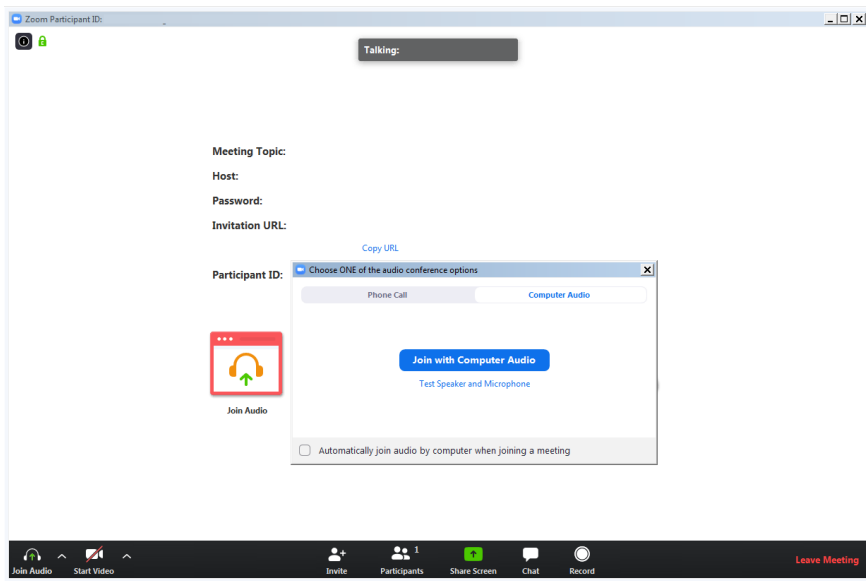 Zoom Participant ID:
Talking:
Meeting Topic:
Host:
Password:
Invitation URL:
Copy URL
Participant ID:
Choose ONE of the audio conference options
Phone Call
Computer Audio
Join with Computer Audio
Test Speaker and Microphone
Join Audio
Automatically join audio by computer when joining a meeting
1
Join Audio
Start Video
Invite
Participants
Share Screen
Chat
Record
Leave Meeting